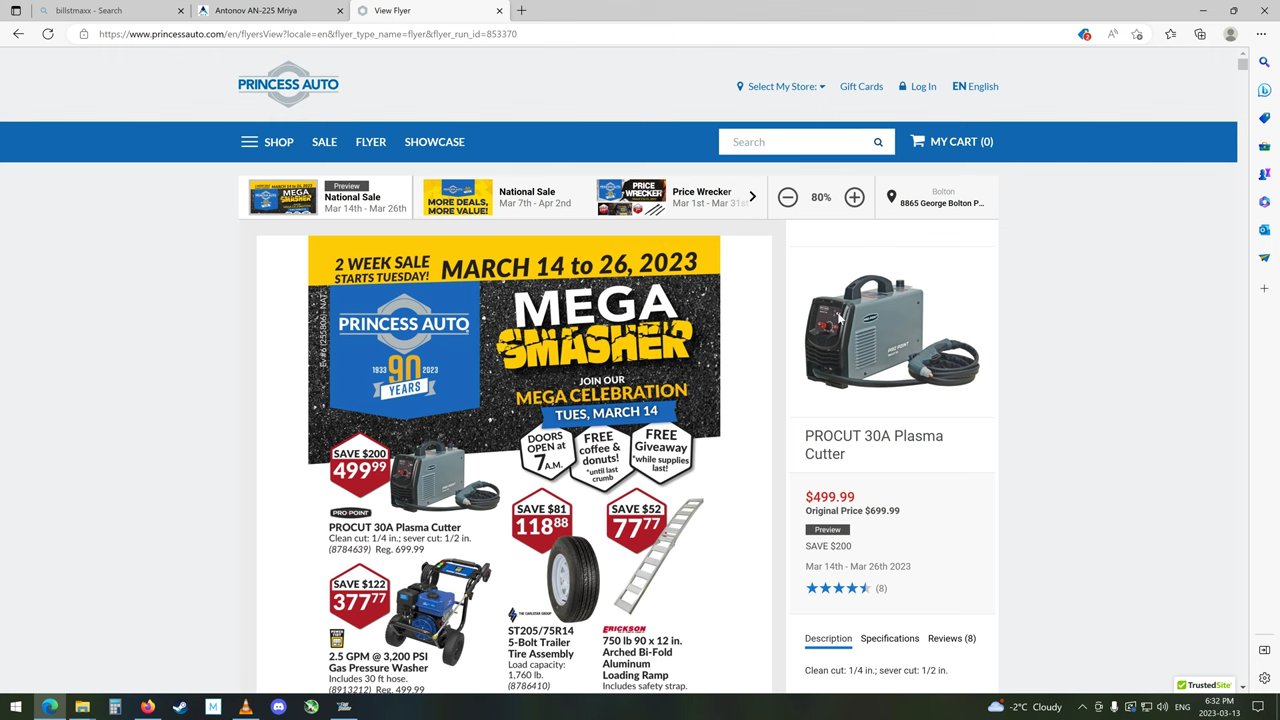 billstmaxx - Search
Antonov AN-225 Mriya
View Flyer
https://www.princessauto.com/en/flyersView?locale=en&flyer_type_name=flyer&flyer_run_id=853370
2
PRINCESS AUTO
Select My Store:
Gift Cards
Log In
EN English
SHOP
SALE
FLYER
SHOWCASE
Search
MY CART (0)
MEGA SMASHER
Preview
National Sale
Mar 14th - Mar 26th
MORE DEALS,
MORE VALUE!
National Sale
Mar 7th - Apr 2nd
PRICE
WRECKER
Price Wrecker
Mar 1st - Mar 31st
80%
Bolton
8865 George Bolton P...
2 WEEK SALE
STARTS TUESDAY!
MARCH 14 to 26, 2023
PRINCESS AUTO
1933 90 2023
YEARS
MEGA
SMASHER
JOIN OUR
MEGA CELEBRATION
TUES, MARCH 14
DOORS
OPEN at
7A.M.
FREE
coffee &
donuts!
*until last
crumb
FREE
Giveaway
*while supplies
last!
SAVE $200
499.99
PRO POINT
PROCUT 30A Plasma Cutter
Clean cut: 1/4 in.; sever cut: 1/2 in.
(8784639) Reg. 699.99
SAVE $122
377.77
2.5 GPM @ 3,200 PSI
Gas Pressure Washer
Includes 30 ft hose.
(8913212) Reg. 499.99
SAVE $81
118.88
THE CARLSTAR GROUP
ST205/75R14
5-Bolt Trailer
Tire Assembly
Load capacity:
1,760 lb.
(8786410)
SAVE $52
77.77
ERICKSON
750 lb 90 x 12 in.
Arched Bi-Fold
Aluminum
Loading Ramp
Includes safety strap.
PRO POINT
PROCUT 30A Plasma
Cutter
$499.99
Original Price $699.99
Preview
SAVE $200
Mar 14th - Mar 26th 2023
(8)
Description
Specifications
Reviews (8)
Clean cut: 1/4 in.; sever cut: 1/2 in.
TrustedSite
-2°C Cloudy
ENG
6:32 PM
2023-03-13